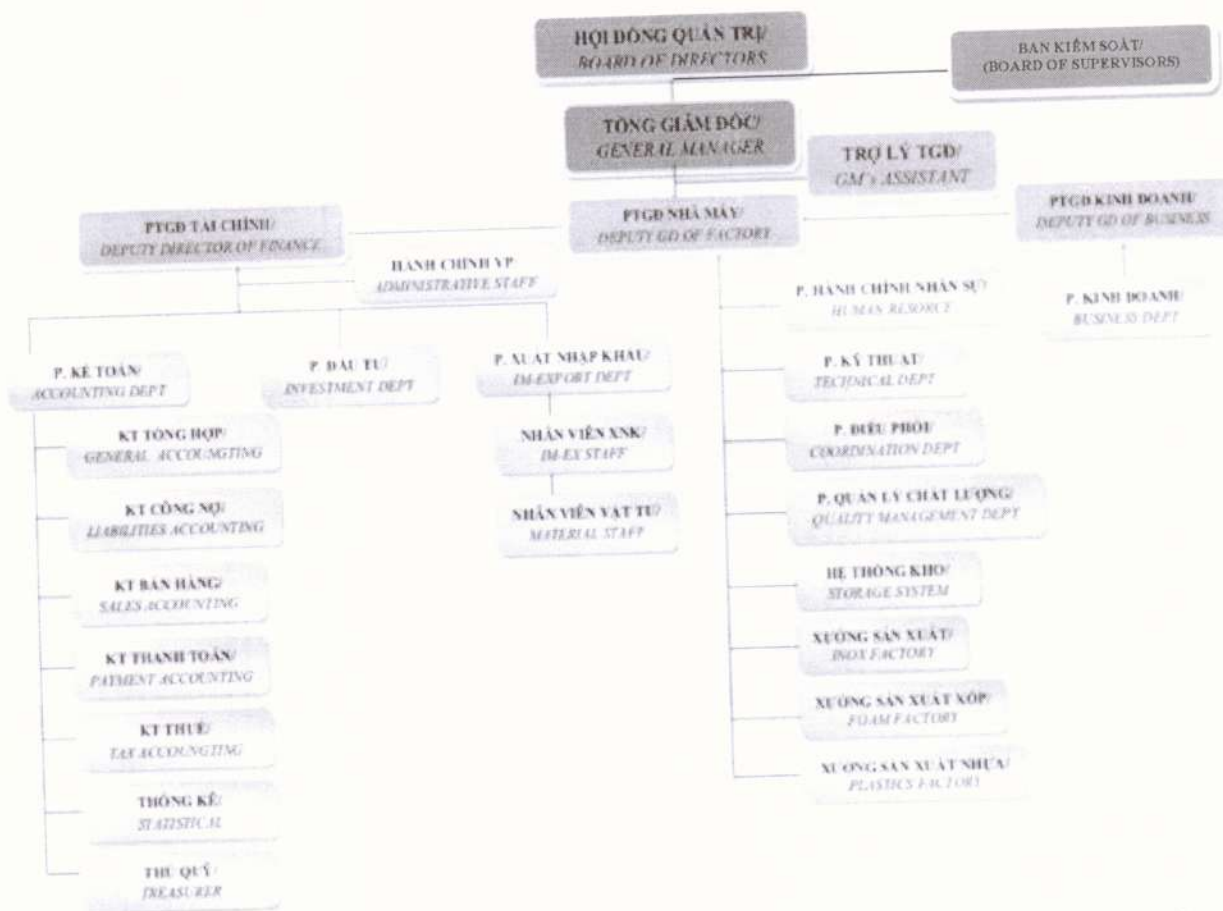 HỘI ĐỒNG QUẢN TRỊ/
BOARD OF DIRECTORS
BAN KIỂM SOÁT/
(BOARD OF SUPERVISORS)
TỔNG GIÁM ĐỐC/
GENERAL MANAGER
TRỢ LÝ TGĐ/
GM's ASSISTANT
PTGĐ TÀI CHÍNH/
DEPUTY DIRECTOR OF FINANCE
PTGĐ NHÀ MÁY/
DEPUTY GD OF FACTORY
PTGĐ KINH DOANH/
DEPUTY GD OF BUSINESS
HÀNH CHÍNH VP
ADMINISTRATIVE STAFF
P. HÀNH CHÍNH NHÂN SỰ/
HUMAN RESORCE
P. KINH DOANH/
BUSINESS DEPT
P. KẾ TOÁN/
ACCOUNTING DEPT
P. ĐẦU TƯ/
INVESTMENT DEPT
P. XUẤT NHẬP KHẨU/
IM-EXPORT DEPT
P. KỸ THUẬT/
TECHNICAL DEPT
KT TỔNG HỢP/
GENERAL ACCOUNGTING
NHÂN VIÊN XNK/
IM-EX STAFF
P. ĐIỀU PHỐI/
COORDINATION DEPT
KT CÔNG NỢ/
LIABILITIES ACCOUNTING
NHÂN VIÊN VẬT TƯ/
MATERIAL STAFF
P. QUẢN LÝ CHẤT LƯỢNG/
QUALITY MANAGEMENT DEPT
KT BÁN HÀNG/
SALES ACCOUNTING
HỆ THỐNG KHO/
STORAGE SYSTEM
KT THANH TOÁN/
PAYMENT ACCOUNTING
XƯỞNG SẢN XUẤT/
INOX FACTORY
KT THUẾ/
TAX ACCOUNGTING
XƯỞNG SẢN XUẤT XỐP/
FOAM FACTORY
THỐNG KÊ/
STATISTICAL
XƯỞNG SẢN XUẤT NHỰA/
PLASTICS FACTORY
THỦ QUỸ/
TREASURER